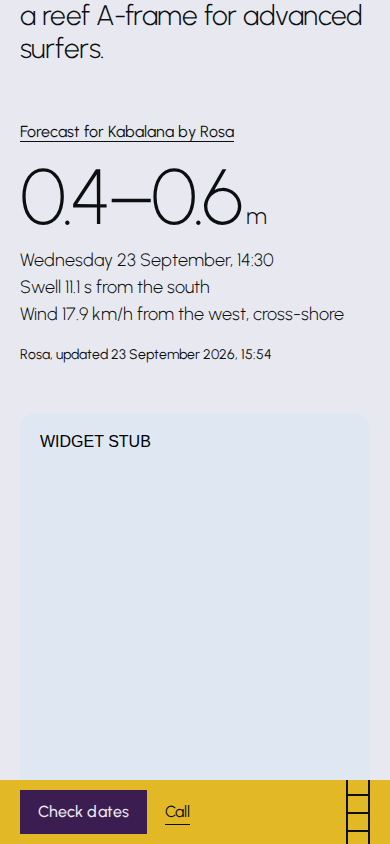 a reef A-frame for advanced
surfers.
Forecast for Kabalana by Rosa
0.4–0.6 m
Wednesday 23 September, 14:30
Swell 11.1 s from the south
Wind 17.9 km/h from the west, cross-shore
Rosa, updated 23 September 2026, 15:54
WIDGET STUB
Check dates
Call